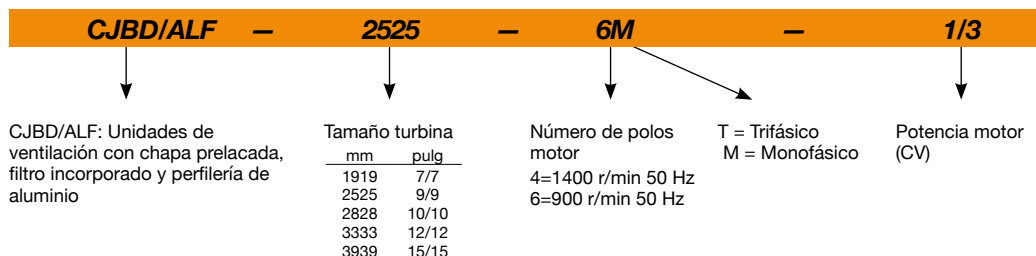 CJBD/ALF — 2525 — 6M — 1/3
CJBD/ALF: Unidades de
ventilación con chapa prelacada,
filtro incorporado y perfilería de
aluminio
Tamaño turbina
mm pulg
1919 7/7
2525 9/9
2828 10/10
3333 12/12
3939 15/15
Número de polos
motor
4=1400 r/min 50 Hz
6=900 r/min 50 Hz
T = Trifásico
M = Monofásico
Potencia motor
(CV)